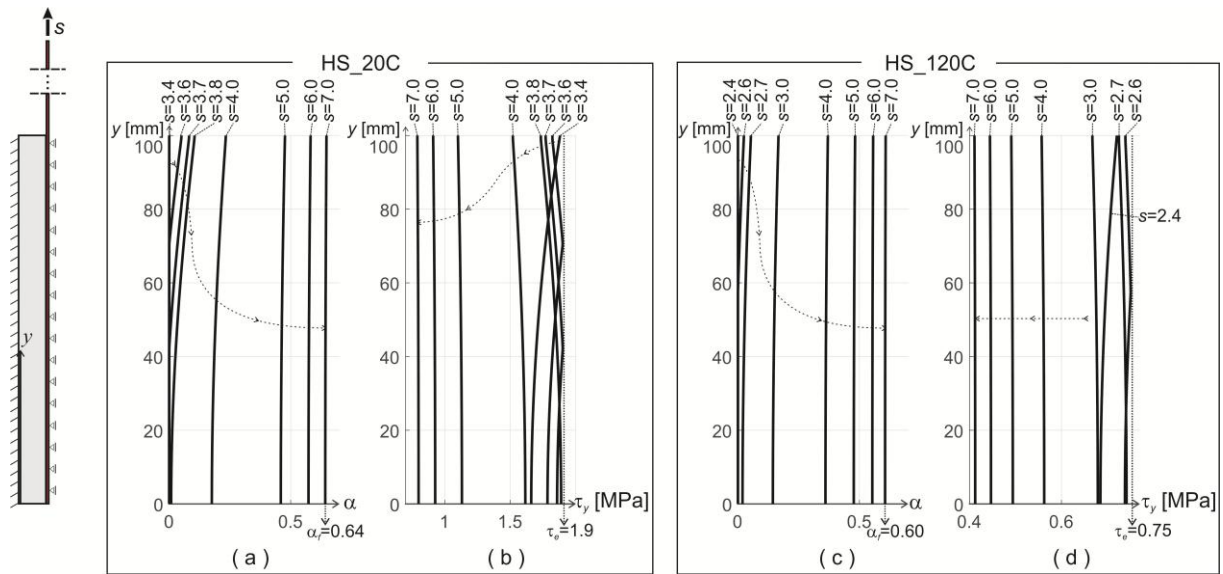 s
y
HS_20C
s=3.4
s=3.6
s=3.7
s=3.8
s=4.0
s=5.0
s=6.0
s=7.0
y [mm]
100
80
60
40
20
0
0
0.5
α
αf=0.64
( a )
s=7.0
s=6.0
s=5.0
s=4.0
s=3.8
s=3.7
s=3.6
s=3.4
y [mm]
100
80
60
40
20
0
1
1.5
τy [MPa]
τe=1.9
( b )
HS_120C
s=2.4
s=2.6
s=2.7
s=3.0
s=4.0
s=5.0
s=6.0
s=7.0
y [mm]
100
80
60
40
20
0
0
0.5
α
αf=0.60
( c )
s=7.0
s=6.0
s=5.0
s=4.0
s=3.0
s=2.7
s=2.6
y [mm]
100
80
s=2.4
60
40
20
0
0.4
0.6
τy [MPa]
τe=0.75
( d )